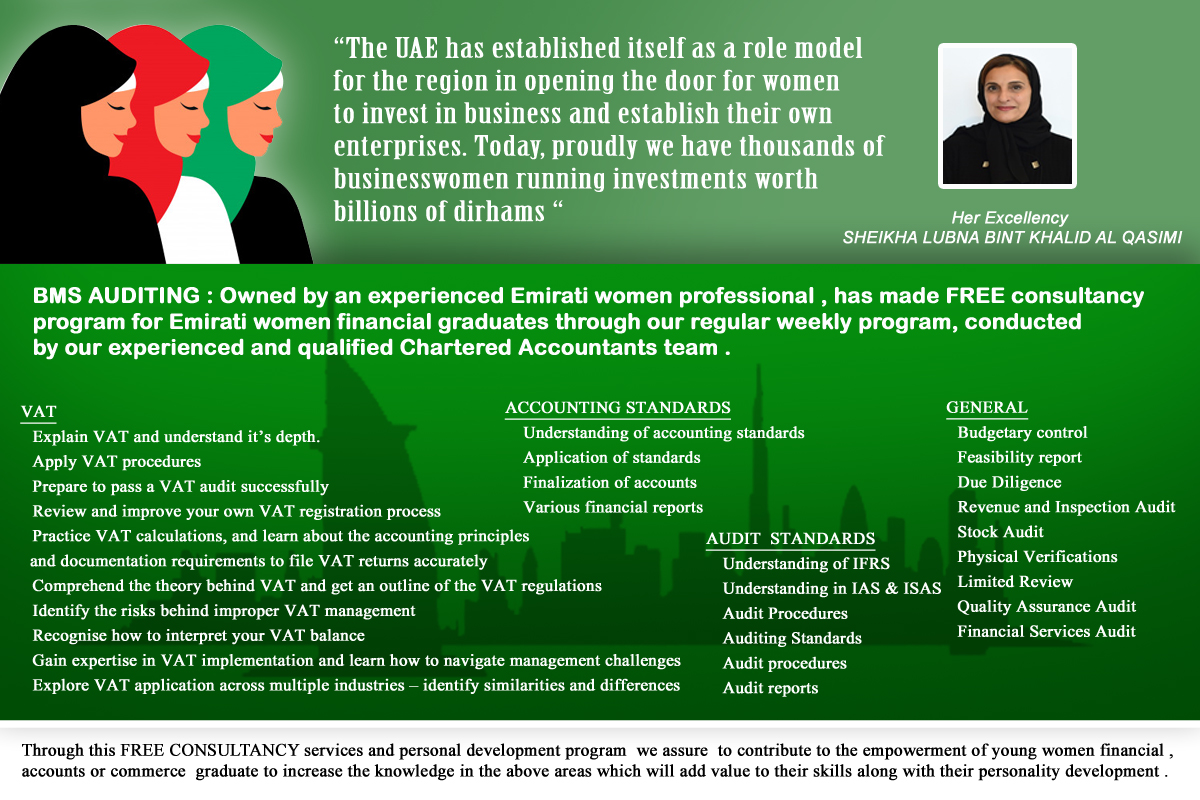 “The UAE has established itself as a role model
for the region in opening the door for women
to invest in business and establish their own
enterprises. Today, proudly we have thousands of
businesswomen running investments worth
billions of dirhams “
Her Excellency
SHEIKHA LUBNA BINT KHALID AL QASIMI
BMS AUDITING : Owned by an experienced Emirati women professional , has made FREE consultancy
program for Emirati women financial graduates through our regular weekly program, conducted
by our experienced and qualified Chartered Accountants team .
VAT
Explain VAT and understand it’s depth.
Apply VAT procedures
Prepare to pass a VAT audit successfully
Review and improve your own VAT registration process
Practice VAT calculations, and learn about the accounting principles
and documentation requirements to file VAT returns accurately
Comprehend the theory behind VAT and get an outline of the VAT regulations
Identify the risks behind improper VAT management
Recognise how to interpret your VAT balance
Gain expertise in VAT implementation and learn how to navigate management challenges
Explore VAT application across multiple industries – identify similarities and differences
ACCOUNTING STANDARDS
Understanding of accounting standards
Application of standards
Finalization of accounts
Various financial reports
AUDIT STANDARDS
Understanding of IFRS
Understanding in IAS & ISAS
Audit Procedures
Auditing Standards
Audit procedures
Audit reports
GENERAL
Budgetary control
Feasibility report
Due Diligence
Revenue and Inspection Audit
Stock Audit
Physical Verifications
Limited Review
Quality Assurance Audit
Financial Services Audit
Through this FREE CONSULTANCY services and personal development program we assure to contribute to the empowerment of young women financial ,
accounts or commerce graduate to increase the knowledge in the above areas which will add value to their skills along with their personality development .